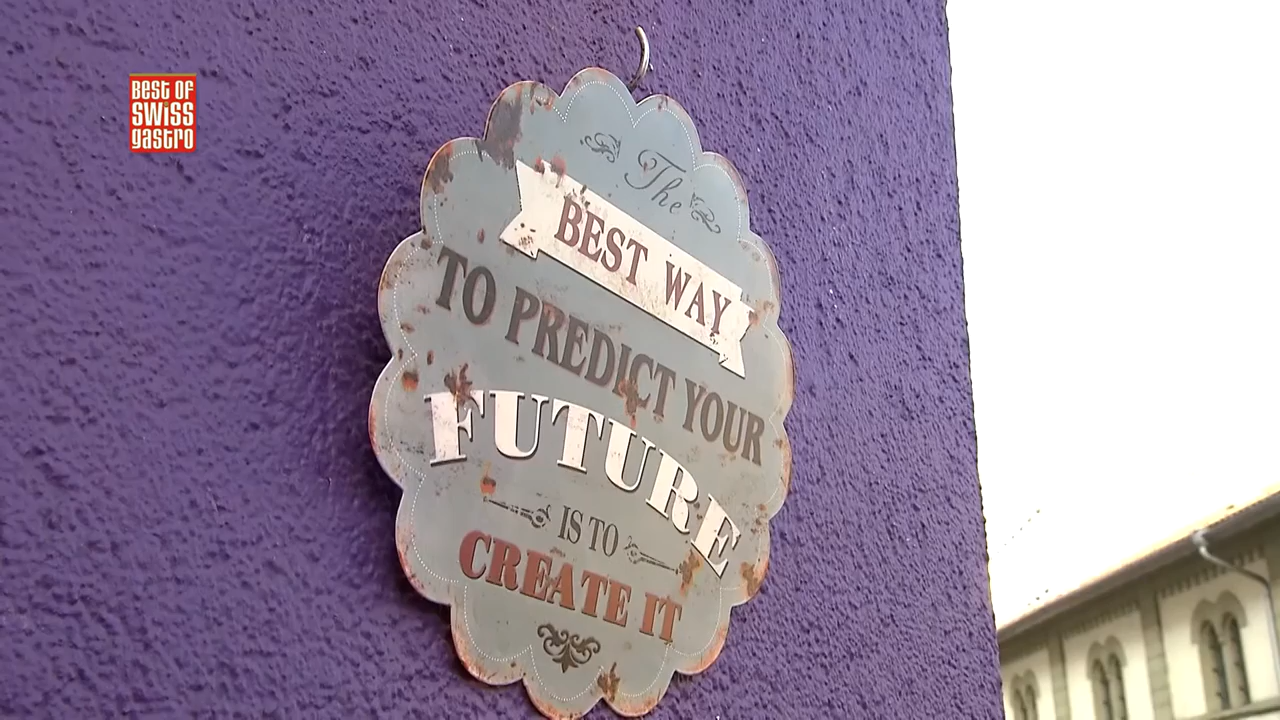 BEST OF
SWiSS
gastro
The
BEST WAY
TO PREDICT YOUR
FUTURE
IS TO
CREATE IT